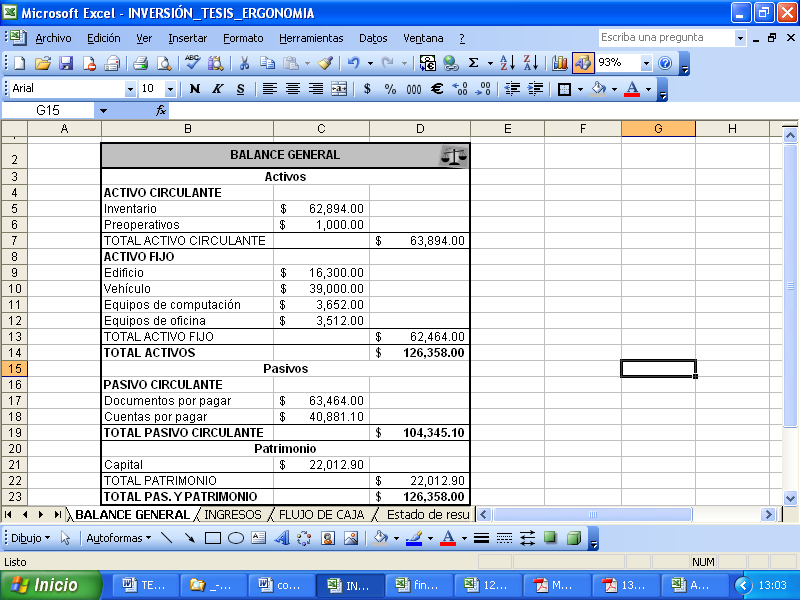 Microsoft Excel - INVERSIÓN_TESIS_ERGONOMIA
Archivo Edición Ver Insertar Formato Herramientas Datos Ventana ? Escriba una pregunta
Σ A Z Z A 93% ?
Arial 10 N K S $ % 000 €
G15 fx
A B C D E F G H
2 BALANCE GENERAL
3 Activos
4 ACTIVO CIRCULANTE
5 Inventario $ 62,894.00
6 Preoperativos $ 1,000.00
7 TOTAL ACTIVO CIRCULANTE $ 63,894.00
8 ACTIVO FIJO
9 Edificio $ 16,300.00
10 Vehículo $ 39,000.00
11 Equipos de computación $ 3,652.00
12 Equipos de oficina $ 3,512.00
13 TOTAL ACTIVO FIJO $ 62,464.00
14 TOTAL ACTIVOS $ 126,358.00
15 Pasivos
16 PASIVO CIRCULANTE
17 Documentos por pagar $ 63,464.00
18 Cuentas por pagar $ 40,881.10
19 TOTAL PASIVO CIRCULANTE $ 104,345.10
20 Patrimonio
21 Capital $ 22,012.90
22 TOTAL PATRIMONIO $ 22,012.90
23 TOTAL PAS. Y PATRIMONIO $ 126,358.00
BALANCE GENERAL INGRESOS FLUJO DE CAJA Estado de resu
Dibujo Autoformas A A
Listo NUM
Inicio TE... _-... co... IN... fin... 12... M... 13... A... 13:03